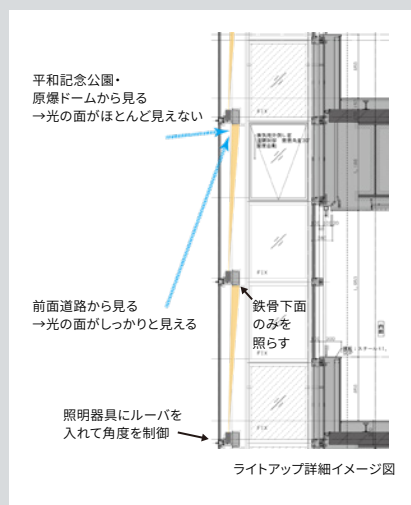 平和記念公園・
原爆ドームから見る
→光の面がほとんど見えない
FIX
前面道路から見る
→光の面がしっかりと見える
鉄骨下面
のみを
照らす
FIX
FIX
照明器具にルーバを
入れて角度を制御
FIX
ライトアップ詳細イメージ図